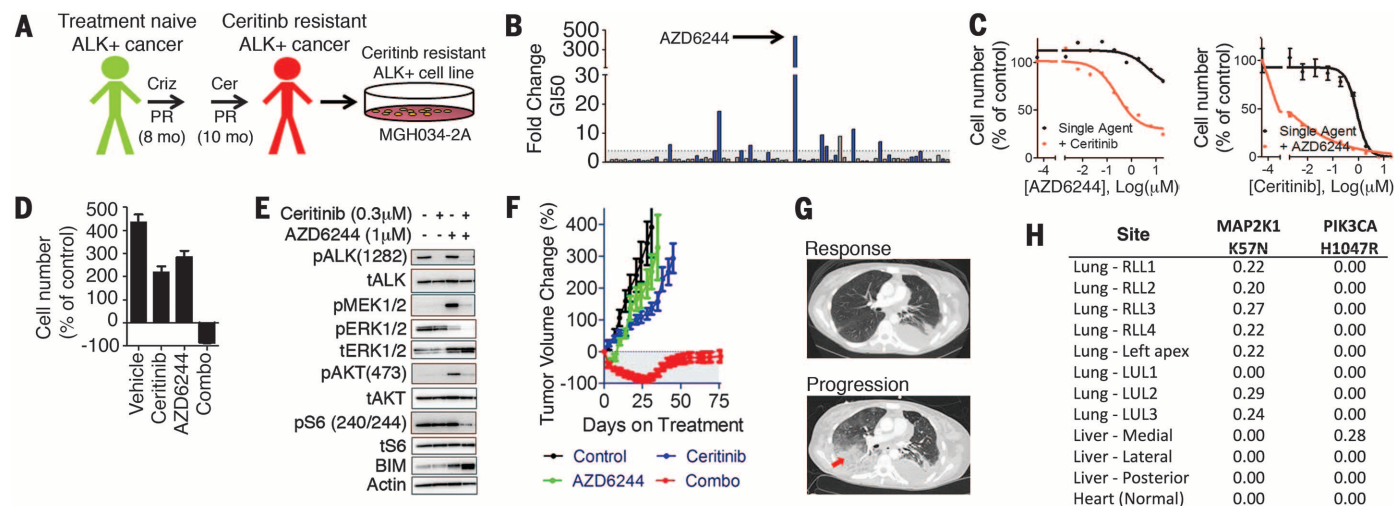 A
Treatment naive
ALK+ cancer
Criz
PR
(8 mo)
Cer
PR
(10 mo)
Ceritinib resistant
ALK+ cancer
Ceritinb resistant
ALK+ cell line
MGH034-2A
B
Fold Change
GI50
500
300
30
20
10
0
AZD6244
C
Cell number
(% of control)
100
50
0
Single Agent
+ Ceritinib
-4 -2 -1 0 1
[AZD6244], Log(µM)
Cell number
(% of control)
100
50
0
Single Agent
+ AZD6244
-4 -2 -1 0 1
[Ceritinib], Log(µM)
D
Cell number
(% of control)
500
400
300
200
100
0
-100
Vehicle
Ceritinib
AZD6244
Combo
E
Ceritinib (0.3µM) - + - +
AZD6244 (1µM) - - + +
pALK(1282)
tALK
pMEK1/2
pERK1/2
tERK1/2
pAKT(473)
tAKT
pS6 (240/244)
tS6
BIM
Actin
F
Tumor Volume Change (%)
400
300
200
100
0
-100
0 25 50 75
Days on Treatment
Control
Ceritinib
AZD6244
Combo
G
Response
Progression
H
Site MAP2K1 K57N PIK3CA H1047R
Lung - RLL1 0.22 0.00
Lung - RLL2 0.20 0.00
Lung - RLL3 0.27 0.00
Lung - RLL4 0.22 0.00
Lung - Left apex 0.22 0.00
Lung - LUL1 0.00 0.00
Lung - LUL2 0.29 0.00
Lung - LUL3 0.24 0.00
Liver - Medial 0.00 0.28
Liver - Lateral 0.00 0.00
Liver - Posterior 0.00 0.00
Heart (Normal) 0.00 0.00